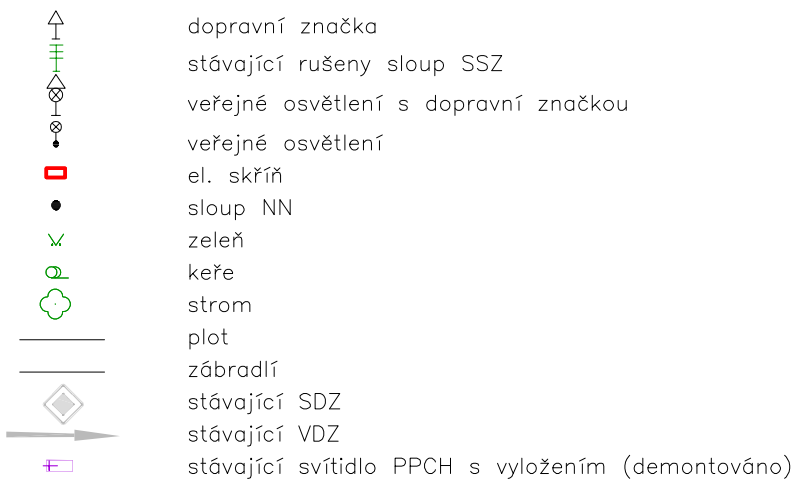 dopravní značka
stávající rušeny sloup SSZ
veřejné osvětlení s dopravní značkou
veřejné osvětlení
el. skříň
sloup NN
zeleň
keře
strom
plot
zábradlí
stávající SDZ
stávající VDZ
stávající svítidlo PPCH s vyložením (demontováno)